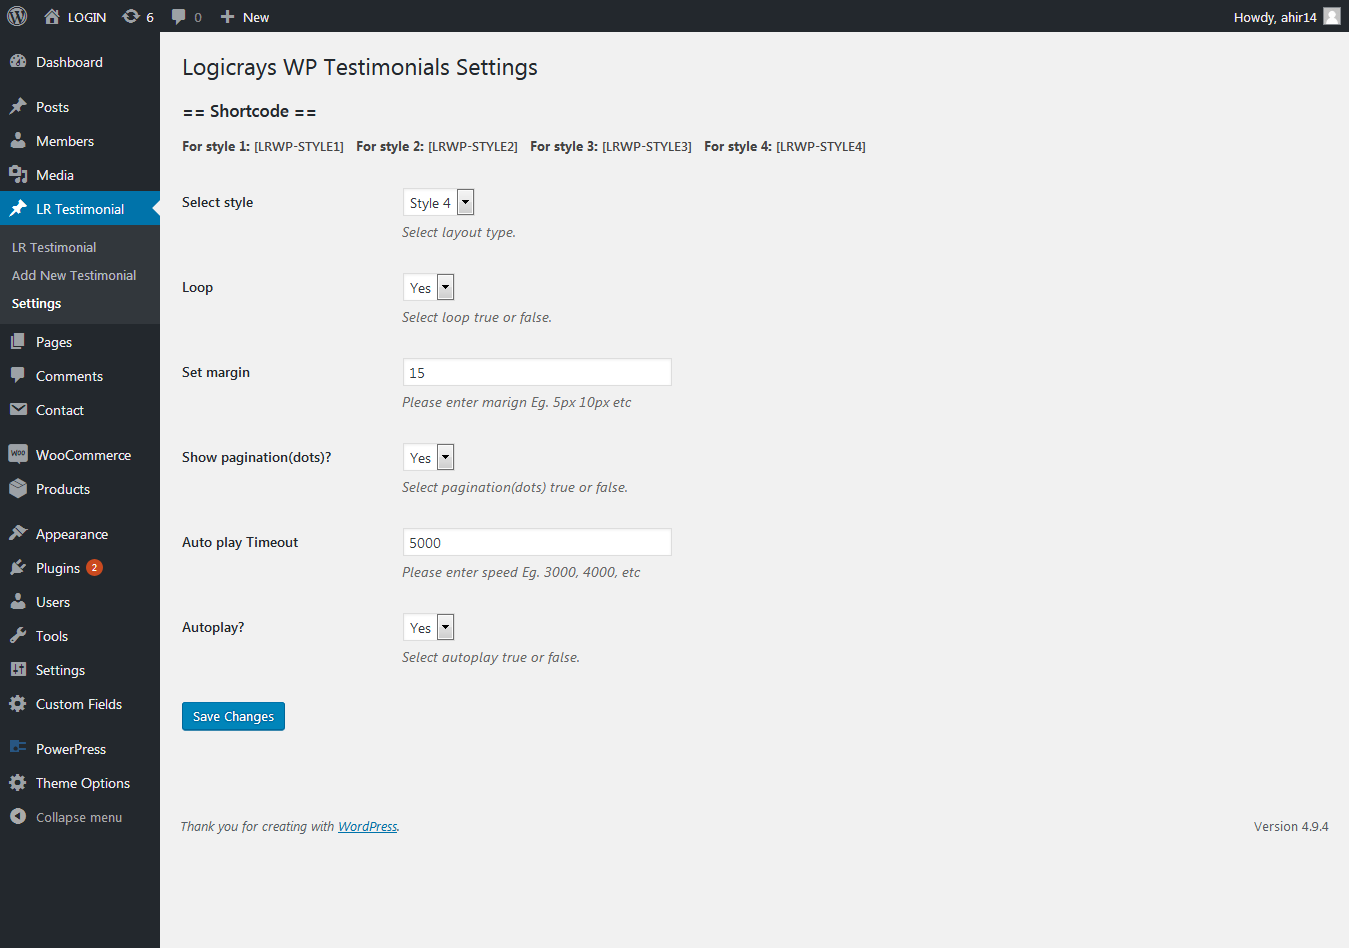 LOGIN 6 0 New Howdy, ahir14
Dashboard
Posts
Members
Media
LR Testimonial
LR Testimonial
Add New Testimonial
Settings
Pages
Comments
Contact
WOO WooCommerce
Products
Appearance
Plugins 2
Users
Tools
Settings
Custom Fields
PowerPress
Theme Options
Collapse menu
Logicrays WP Testimonials Settings
== Shortcode ==
For style 1: [LRWP-STYLE1] For style 2: [LRWP-STYLE2] For style 3: [LRWP-STYLE3] For style 4: [LRWP-STYLE4]
Select style Style 4
Select layout type.
Loop Yes
Select loop true or false.
Set margin 15
Please enter marign Eg. 5px 10px etc
Show pagination(dots)? Yes
Select pagination(dots) true or false.
Auto play Timeout 5000
Please enter speed Eg. 3000, 4000, etc
Autoplay? Yes
Select autoplay true or false.
Save Changes
Thank you for creating with WordPress. Version 4.9.4